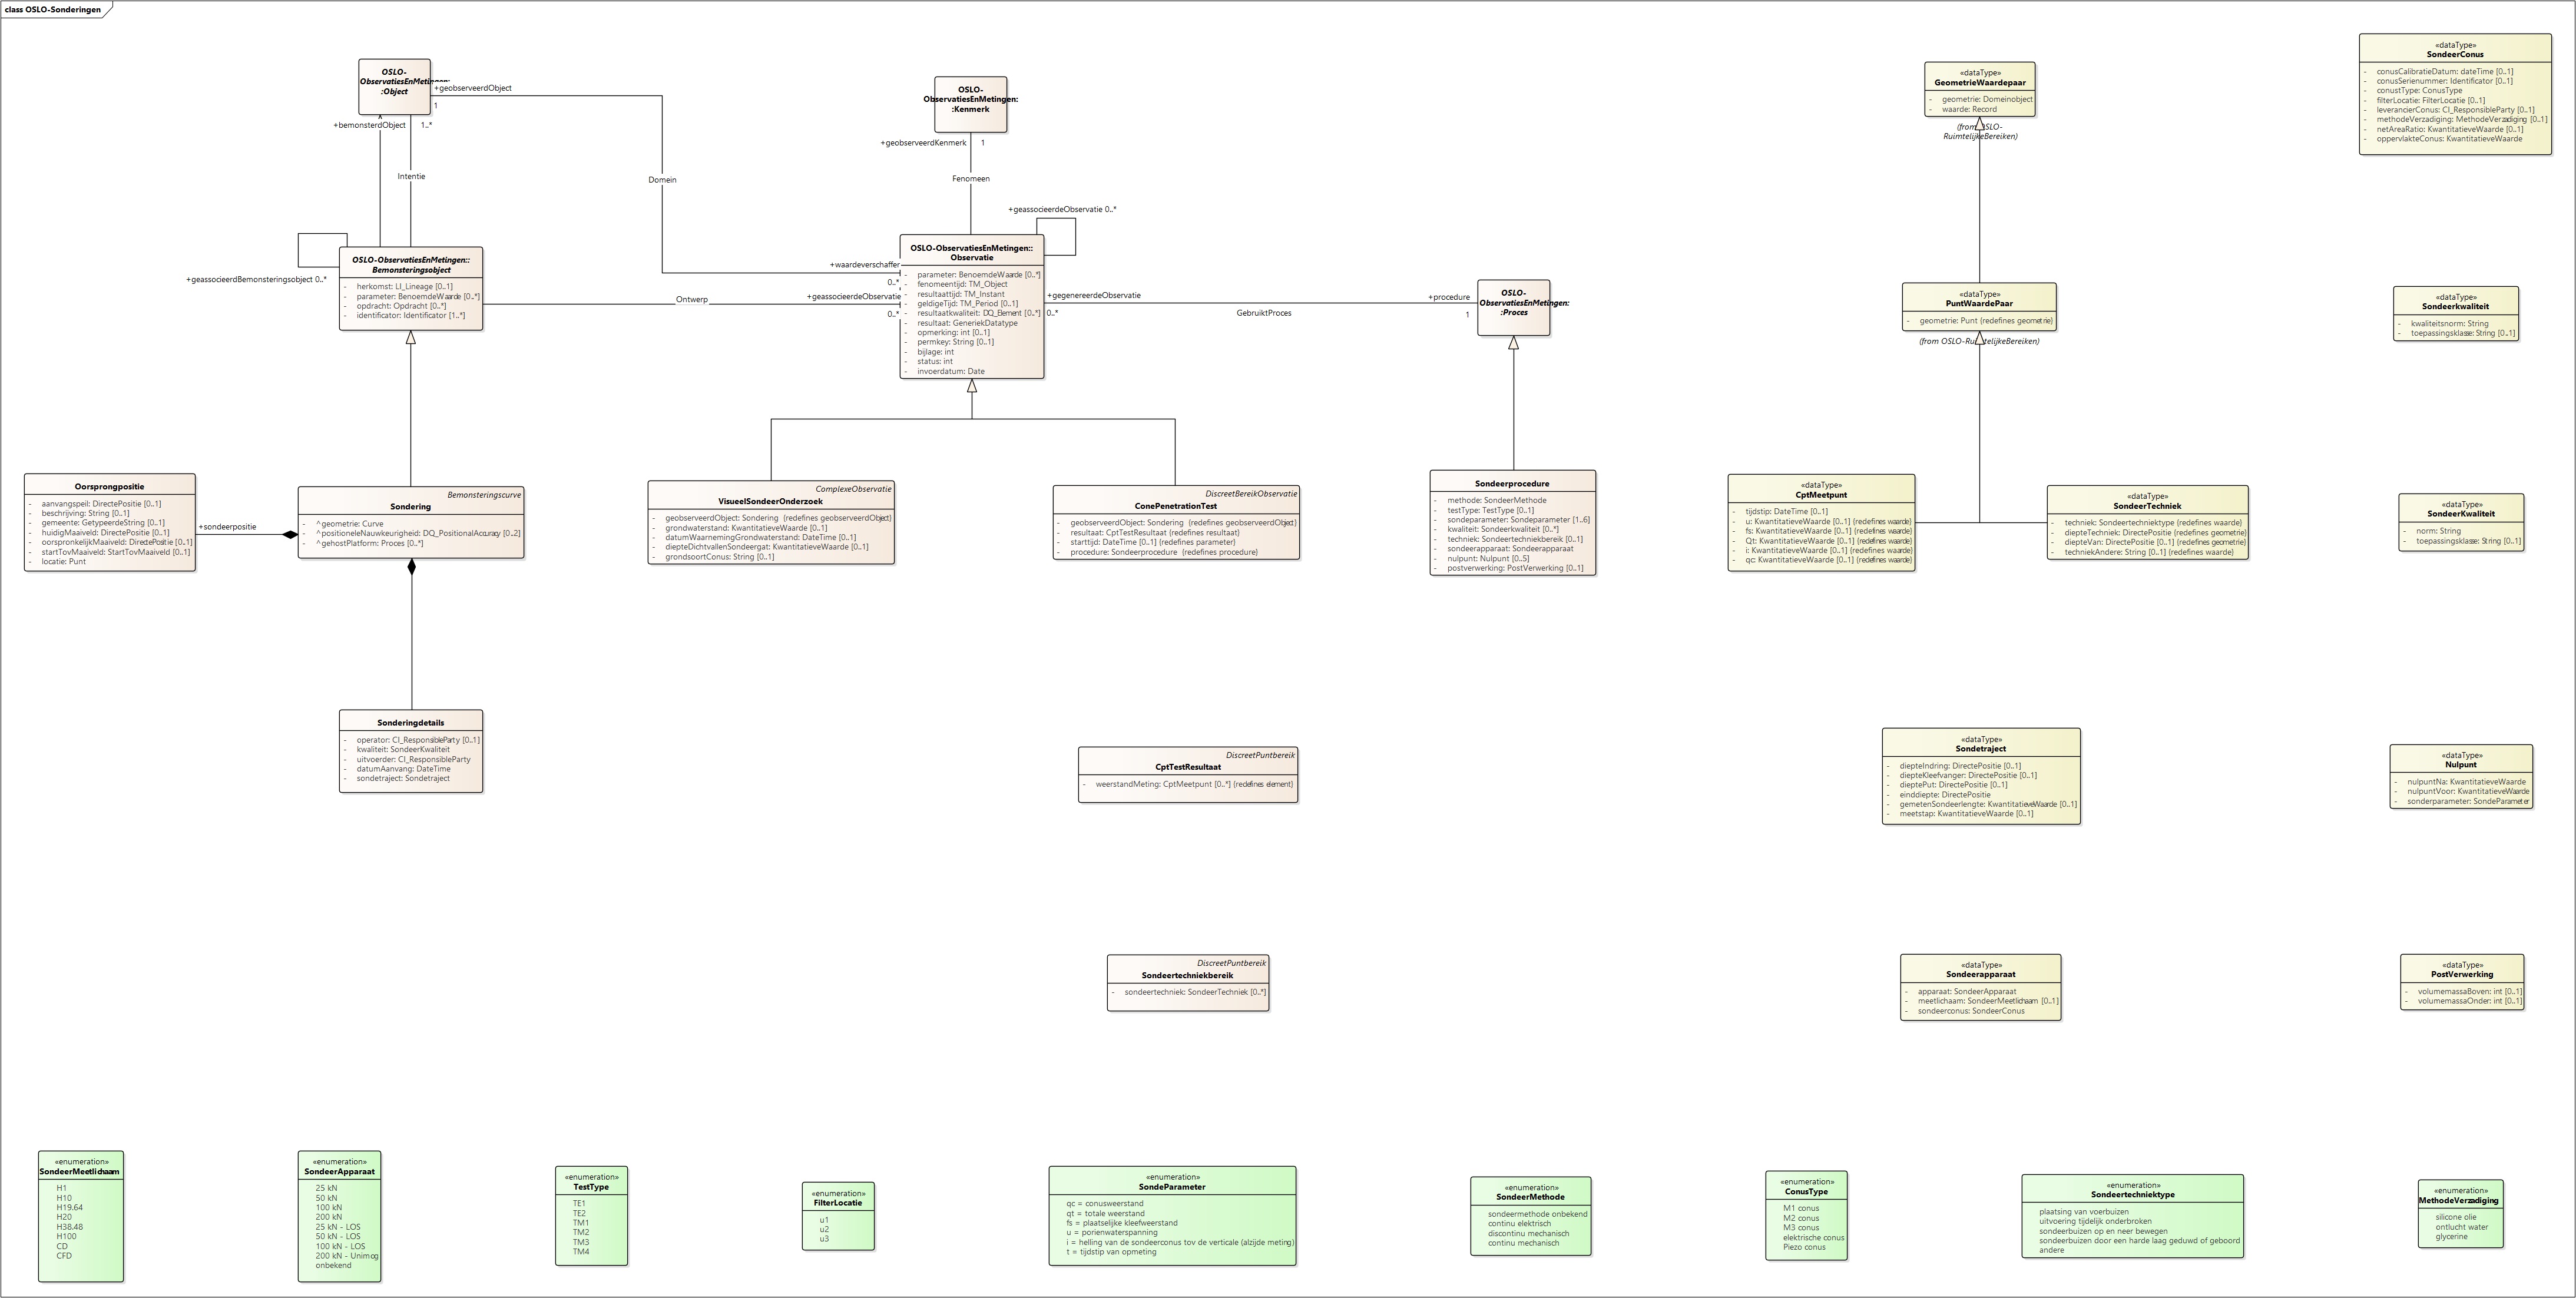 class OSLO-Sonderingen
OSLO-
ObservatiesEnMetingen:
:Object
+geobserveerdObject
1
+bemonsterdObject
1..*
Intentie
Domein
OSLO-
ObservatiesEnMetingen:
:Kenmerk
+geobserveerdKenmerk
1
Fenomeen
+geassocieerdeObservatie 0..*
«dataType»
GeometrieWaardepaar
- geometrie: Domeinobject
- waarde: Record
(from OSLO-
RuimtelijkeBereiken)
«dataType»
SondeerConus
- conusCalibratieDatum: dateTime [0..1]
- conusSerienummer: Identificator [0..1]
- conustType: ConusType
- filterLocatie: FilterLocatie [0..1]
- leverancierConus: CI_ResponsibleParty [0..1]
- methodeVerzadiging: MethodeVerzadiging [0..1]
- netAreaRatio: KwantitatieveWaarde [0..1]
- oppervlakteConus: KwantitatieveWaarde
+geassocieerdBemonsteringsobject 0..*
OSLO-ObservatiesEnMetingen::
Bemonsteringsobject
- herkomst: LI_Lineage [0..1]
- parameter: BenoemdeWaarde [0..*]
- opdracht: Opdracht [0..*]
- identificator: Identificator [1..*]
+waardeverschaffer
0..*
Ontwerp
+geassocieerdeObservatie
0..*
OSLO-ObservatiesEnMetingen::
Observatie
- parameter: BenoemdeWaarde [0..*]
- fenomeentijd: TM_Object
- resultaattijd: TM_Instant
- geldigeTijd: TM_Period [0..1]
- resultaatkwaliteit: DQ_Element [0..*]
- resultaat: GeneriekDatatype
- opmerking: int [0..1]
- permkey: String [0..1]
- bijlage: int
- status: int
- invoerdatum: Date
+gegenereerdeObservatie
0..*
GebruiktProces
+procedure
1
OSLO-
ObservatiesEnMetingen:
:Proces
«dataType»
PuntWaardePaar
- geometrie: Punt {redefines geometrie}
(from OSLO-RuimtelijkeBereiken)
«dataType»
Sondeerkwaliteit
- kwaliteitsnorm: String
- toepassingsklasse: String [0..1]
Oorsprongpositie
- aanvangspeil: DirectePositie [0..1]
- beschrijving: String [0..1]
- gemeente: GetypeerdeString [0..1]
- huidigMaaiveld: DirectePositie [0..1]
- oorspronkelijkMaaiveld: DirectePositie [0..1]
- startTovMaaiveld: StartTovMaaiveld [0..1]
- locatie: Punt
+sondeerpositie
Bemonsteringscurve
Sondering
- ^geometrie: Curve
- ^positioneleNauwkeurigheid: DQ_PositionalAccuracy [0..2]
- ^gehostPlatform: Proces [0..*]
ComplexeObservatie
VisueelSondeerOnderzoek
- geobserveerdObject: Sondering {redefines geobserveerdObject}
- grondwaterstand: KwantitatieveWaarde [0..1]
- datumWaarnemingGrondwaterstand: DateTime [0..1]
- diepteDichtvallenSondeergat: KwantitatieveWaarde [0..1]
- grondsoortConus: String [0..1]
DiscreetBereikObservatie
ConePenetrationTest
- geobserveerdObject: Sondering {redefines geobserveerdObject}
- resultaat: CptTestResultaat {redefines resultaat}
- starttijd: DateTime [0..1] {redefines parameter}
- procedure: Sondeerprocedure {redefines procedure}
Sondeerprocedure
- methode: SondeerMethode
- testType: TestType [0..1]
- sondeparameter: Sondeparameter [1..6]
- kwaliteit: Sondeerkwaliteit [0..*]
- techniek: Sondeertechniekbereik [0..1]
- sondeerapparaat: Sondeerapparaat
- nulpunt: Nulpunt [0..5]
- postverwerking: PostVerwerking [0..1]
«dataType»
CptMeetpunt
- tijdstip: DateTime [0..1]
- u: KwantitatieveWaarde [0..1] {redefines waarde}
- fs: KwantitatieveWaarde [0..1] {redefines waarde}
- Qt: KwantitatieveWaarde [0..1] {redefines waarde}
- i: KwantitatieveWaarde [0..1] {redefines waarde}
- qc: KwantitatieveWaarde [0..1] {redefines waarde}
«dataType»
SondeerTechniek
- techniek: Sondeertechniektype {redefines waarde}
- diepteTechniek: DirectePositie {redefines geometrie}
- diepteVan: DirectePositie [0..1] {redefines geometrie}
- techniekAndere: String [0..1] {redefines waarde}
«dataType»
SondeerKwaliteit
- norm: String
- toepassingsklasse: String [0..1]
Sonderingdetails
- operator: CI_ResponsibleParty [0..1]
- kwaliteit: SondeerKwaliteit
- uitvoerder: CI_ResponsibleParty
- datumAanvang: DateTime
- sondetraject: Sondetraject
DiscreetPuntbereik
CptTestResultaat
- weerstandMeting: CptMeetpunt [0..*] {redefines element}
«dataType»
Sondetraject
- diepteIndring: DirectePositie [0..1]
- diepteKleefvanger: DirectePositie [0..1]
- dieptePut: DirectePositie [0..1]
- einddiepte: DirectePositie
- gemetenSondeerlengte: KwantitatieveWaarde [0..1]
- meetstap: KwantitatieveWaarde [0..1]
«dataType»
Nulpunt
- nulpuntNa: KwantitatieveWaarde
- nulpuntVoor: KwantitatieveWaarde
- sonderparameter: SondeParameter
DiscreetPuntbereik
Sondeertechniekbereik
- sondeertechniek: SondeerTechniek [0..*]
«dataType»
Sondeerapparaat
- apparaat: SondeerApparaat
- meetlichaam: SondeerMeetlichaam [0..1]
- sondeerconus: SondeerConus
«dataType»
PostVerwerking
- volumemassaBoven: int [0..1]
- volumemassaOnder: int [0..1]
«enumeration»
SondeerMeetlichaam
H1
H10
H19.64
H20
H38.48
H100
CD
CFD
«enumeration»
SondeerApparaat
25 kN
50 kN
100 kN
200 kN
25 kN - LOS
50 kN - LOS
100 kN - LOS
200 kN - Unimog
onbekend
«enumeration»
TestType
TE1
TE2
TM1
TM2
TM3
TM4
«enumeration»
FilterLocatie
u1
u2
u3
«enumeration»
SondeParameter
qc = conusweerstand
qt = totale weerstand
fs = plaatselijke kleefweerstand
u = porienwaterspanning
i = helling van de sondeerconus tov de verticale (alzijde meting)
t = tijdstip van opmeting
«enumeration»
SondeerMethode
sondeermethode onbekend
continu elektrisch
discontinu mechanisch
continu mechanisch
«enumeration»
ConusType
M1 conus
M2 conus
M3 conus
elektrische conus
Piezo conus
«enumeration»
Sondeertechniektype
plaatsing van voerbuizen
uitvoering tijdelijk onderbroken
sondeerbuizen op en neer bewegen
sondeerbuizen door een harde laag geduwd of geboord
andere
«enumeration»
MethodeVerzadiging
silicone olie
ontlucht water
glycerine